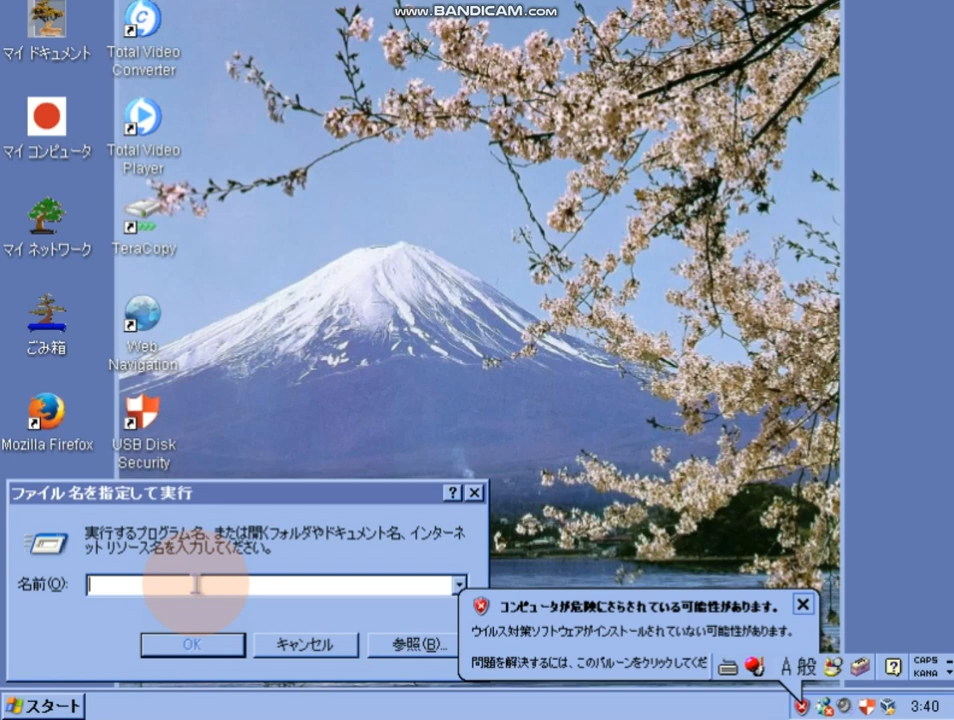 www.BANDICAM.com
マイ ドキュメント
Total Video
Converter
マイ コンピュータ
Total Video
Player
マイ ネットワーク
TeraCopy
ごみ箱
Web
Navigation
Mozilla Firefox
USB Disk
Security
ファイル名を指定して実行
実行するプログラム名、または開くフォルダやドキュメント名、インターネ
ットリソース名を入力してください。
名前(O):
OK
キャンセル
参照(B)...
コンピュータが危険にさらされている可能性があります。
ウイルス対策ソフトウェアがインストールされていない可能性があります。
問題を解決するには、このバルーンをクリックしてくだ
A 般
CAPS
KANA
スタート
3:40